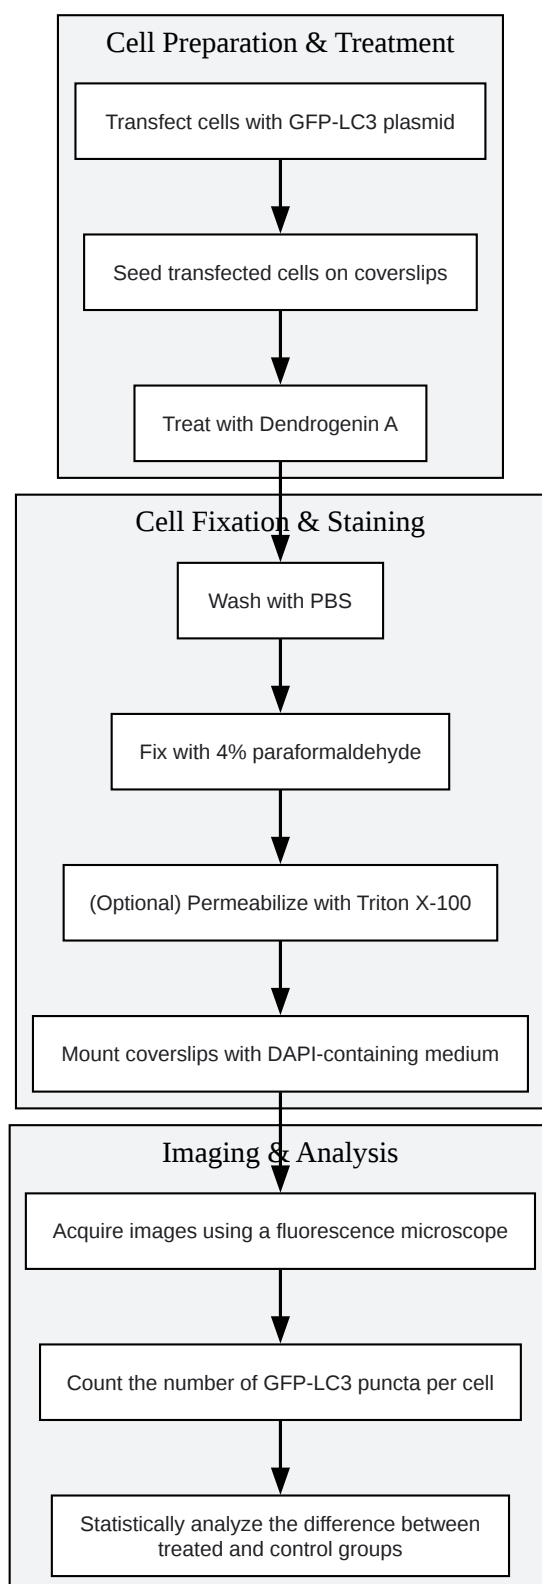 Cell Preparation & Treatment
Transfect cells with GFP-LC3 plasmid
Seed transfected cells on coverslips
Treat with Dendrogenin A
Cell Fixation & Staining
Wash with PBS
Fix with 4% paraformaldehyde
(Optional) Permeabilize with Triton X-100
Mount coverslips with DAPI-containing medium
Imaging & Analysis
Acquire images using a fluorescence microscope
Count the number of GFP-LC3 puncta per cell
Statistically analyze the difference between
treated and control groups